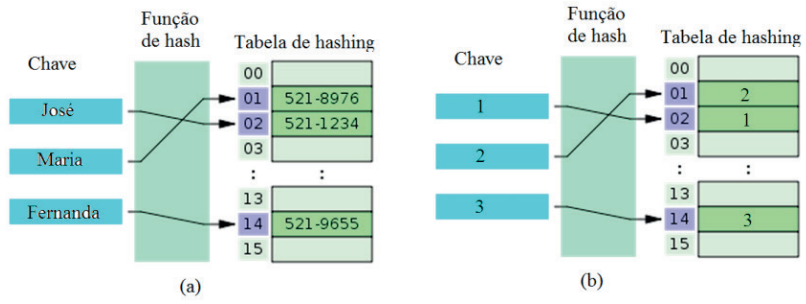 Função
de hash
Tabela de hashing
Chave
00
José
01
521-8976
02
521-1234
Maria
03
:
:
13
Fernanda
14
521-9655
15
(a)
Função
de hash
Tabela de hashing
Chave
00
1
01
2
02
1
2
03
:
:
3
13
14
3
15
(b)